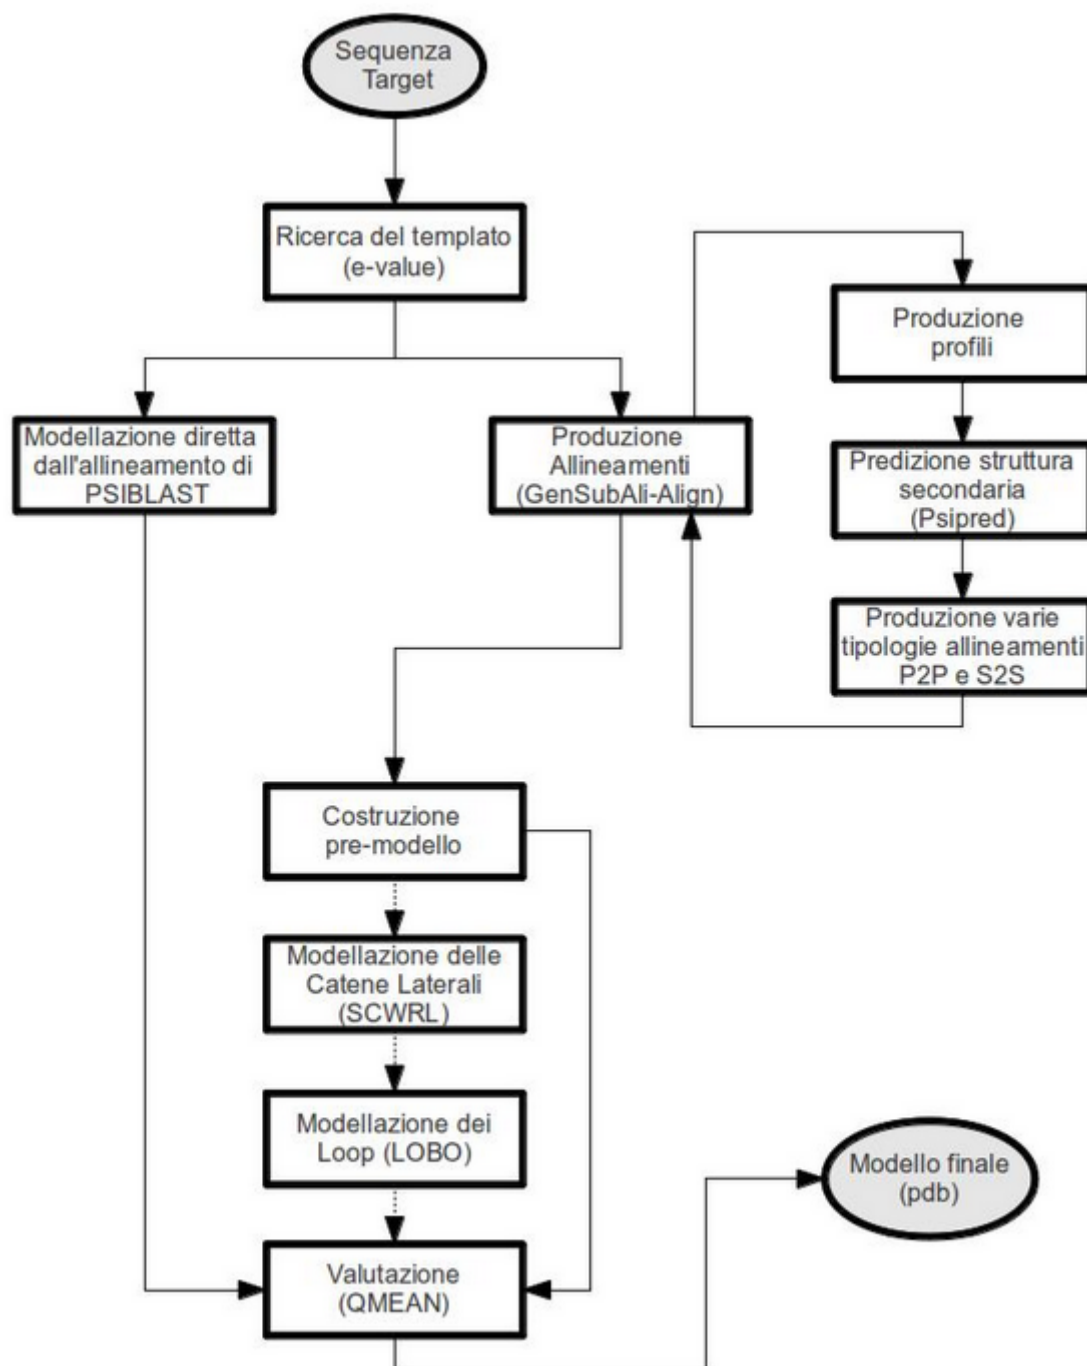 Sequenza
Target
Ricerca del templato
(e-value)
Produzione
profili
Modellazione diretta
dall'allineamento di
PSIBLAST
Produzione
Allineamenti
(GenSubAli-Align)
Predizione struttura
secondaria
(Psipred)
Produzione varie
tipologie allineamenti
P2P e S2S
Costruzione
pre-modello
Modellazione delle
Catene Laterali
(SCWRL)
Modellazione dei
Loop (LOBO)
Modello finale
(pdb)
Valutazione
(QMEAN)